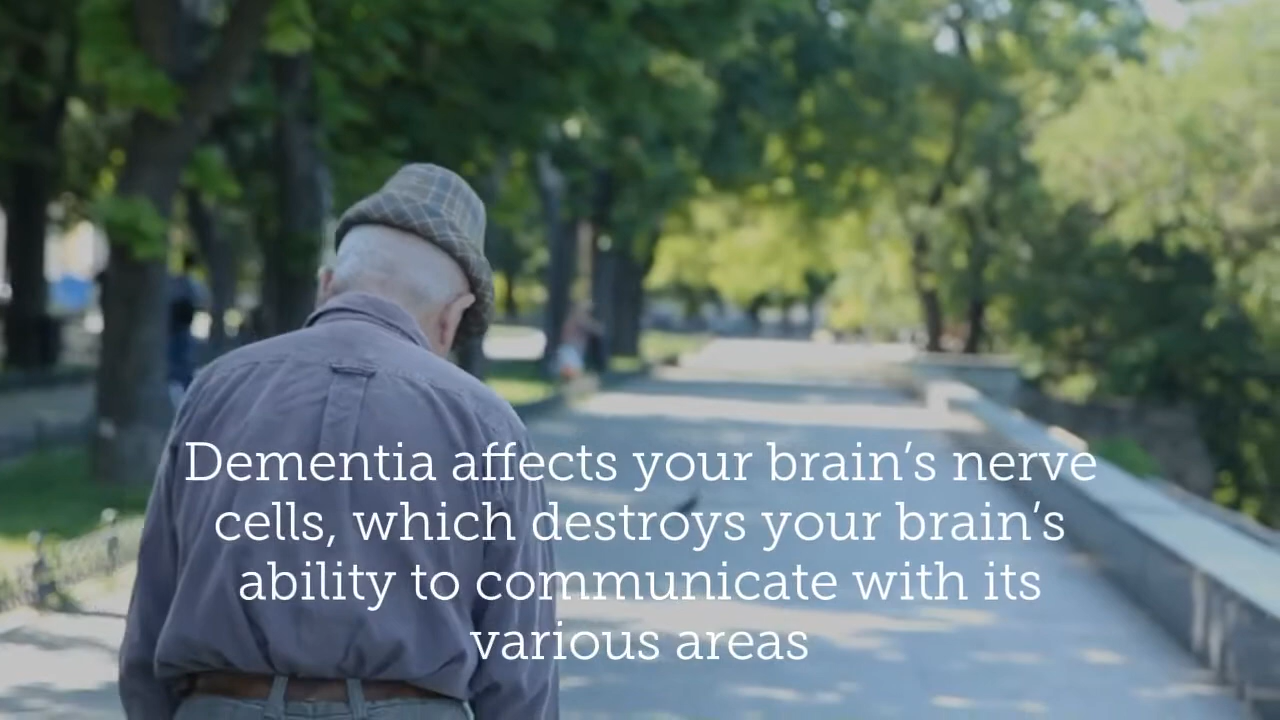 Dementia affects your brain’s nerve
cells, which destroys your brain’s
ability to communicate with its
various areas